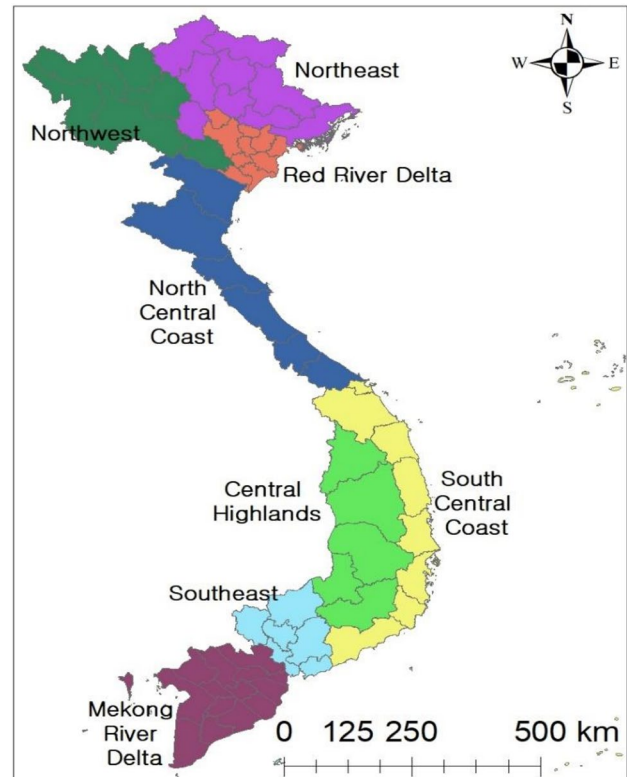 N
W E
S
Northeast
Northwest
Red River Delta
North
Central
Coast
Central
Highlands
South
Central
Coast
Southeast
Mekong
River
Delta
0 125 250 500 km